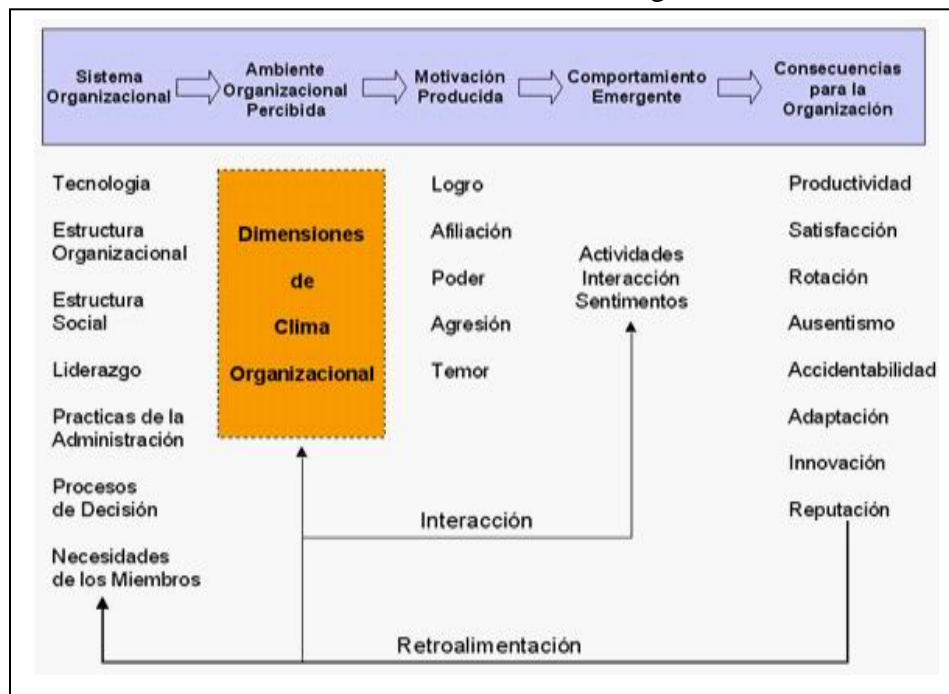 Sistema
Organizacional
Ambiente
Organizacional
Percibida
Motivación
Producida
Comportamiento
Emergente
Consecuencias
para la
Organización
Tecnologia
Estructura
Organizacional
Estructura
Social
Liderazgo
Practicas de la
Administración
Procesos
de Decisión
Necesidades
de los Miembros
Dimensiones
de
Clima
Organizacional
Logro
Afiliación
Poder
Agresión
Temor
Actividades
Interacción
Sentimentos
Productividad
Satisfacción
Rotación
Ausentismo
Accidentabilidad
Adaptación
Innovación
Reputación
Interacción
Retroalimentación